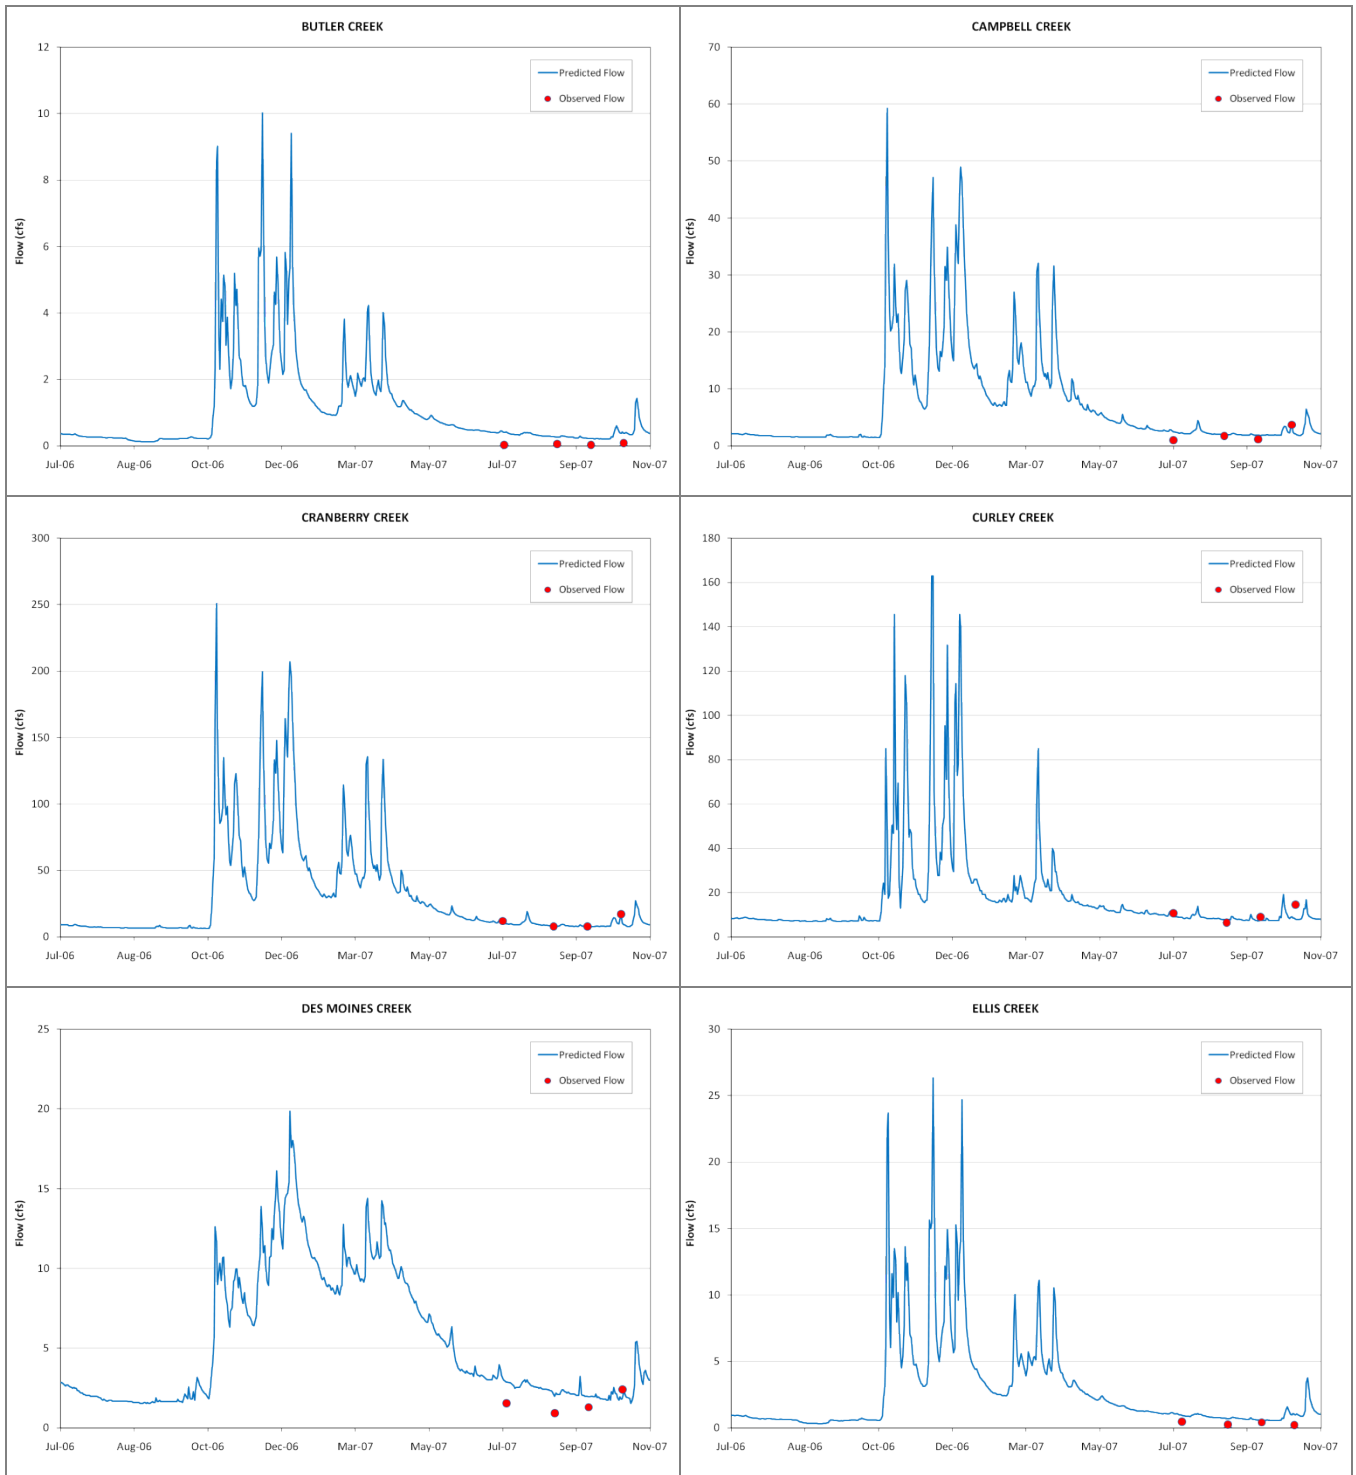 BUTLER CREEK
Predicted Flow
Observed Flow
Flow (cfs)
12
10
8
6
4
2
0
Jul-06 Aug-06 Oct-06 Dec-06 Mar-07 May-07 Jul-07 Sep-07 Nov-07
CAMPBELL CREEK
Predicted Flow
Observed Flow
Flow (cfs)
70
60
50
40
30
20
10
0
Jul-06 Aug-06 Oct-06 Dec-06 Mar-07 May-07 Jul-07 Sep-07 Nov-07
CRANBERRY CREEK
Predicted Flow
Observed Flow
Flow (cfs)
300
250
200
150
100
50
0
Jul-06 Aug-06 Oct-06 Dec-06 Mar-07 May-07 Jul-07 Sep-07 Nov-07
CURLEY CREEK
Predicted Flow
Observed Flow
Flow (cfs)
180
160
140
120
100
80
60
40
20
0
Jul-06 Aug-06 Oct-06 Dec-06 Mar-07 May-07 Jul-07 Sep-07 Nov-07
DES MOINES CREEK
Predicted Flow
Observed Flow
Flow (cfs)
25
20
15
10
5
0
Jul-06 Aug-06 Oct-06 Dec-06 Mar-07 May-07 Jul-07 Sep-07 Nov-07
ELLIS CREEK
Predicted Flow
Observed Flow
Flow (cfs)
30
25
20
15
10
5
0
Jul-06 Aug-06 Oct-06 Dec-06 Mar-07 May-07 Jul-07 Sep-07 Nov-07